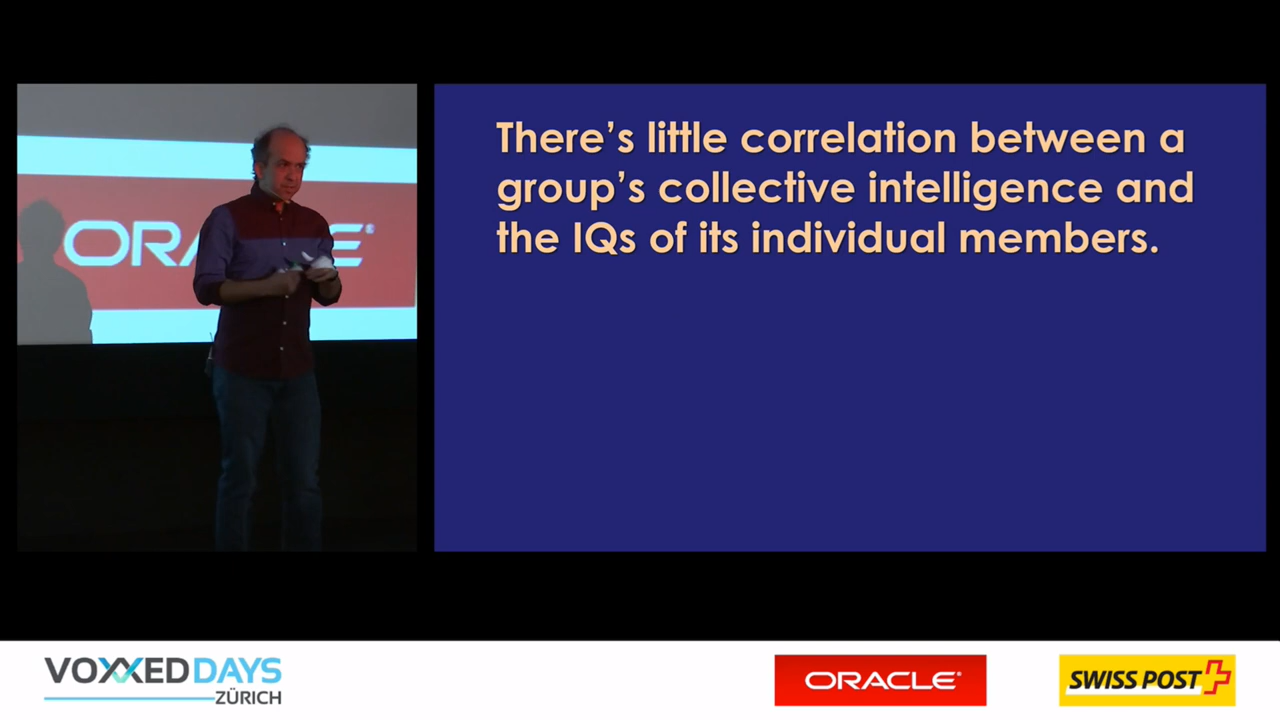 ORACLE®
There’s little correlation between a
group’s collective intelligence and
the IQs of its individual members.
VOXXED DAYS
ZÜRICH
ORACLE®
SWISS POST